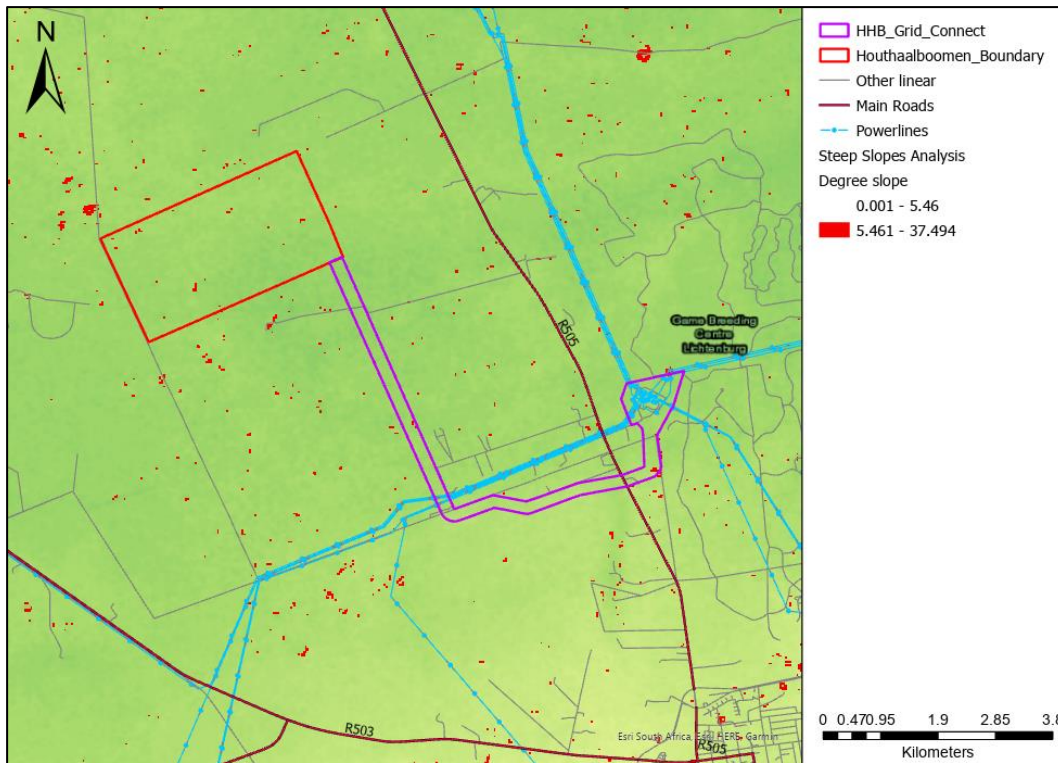 N
HHB_Grid_Connect
Houthaalboomen_Boundary
Other linear
Main Roads
Powerlines
Steep Slopes Analysis
Degree slope
0.001 - 5.46
5.461 - 37.494
R505
Game Breeding
Centre
Lichtenburg
R503
R505
Esri South Africa, Esri, HERE, Garmin
0 0.470.95 1.9 2.85 3.8
Kilometers